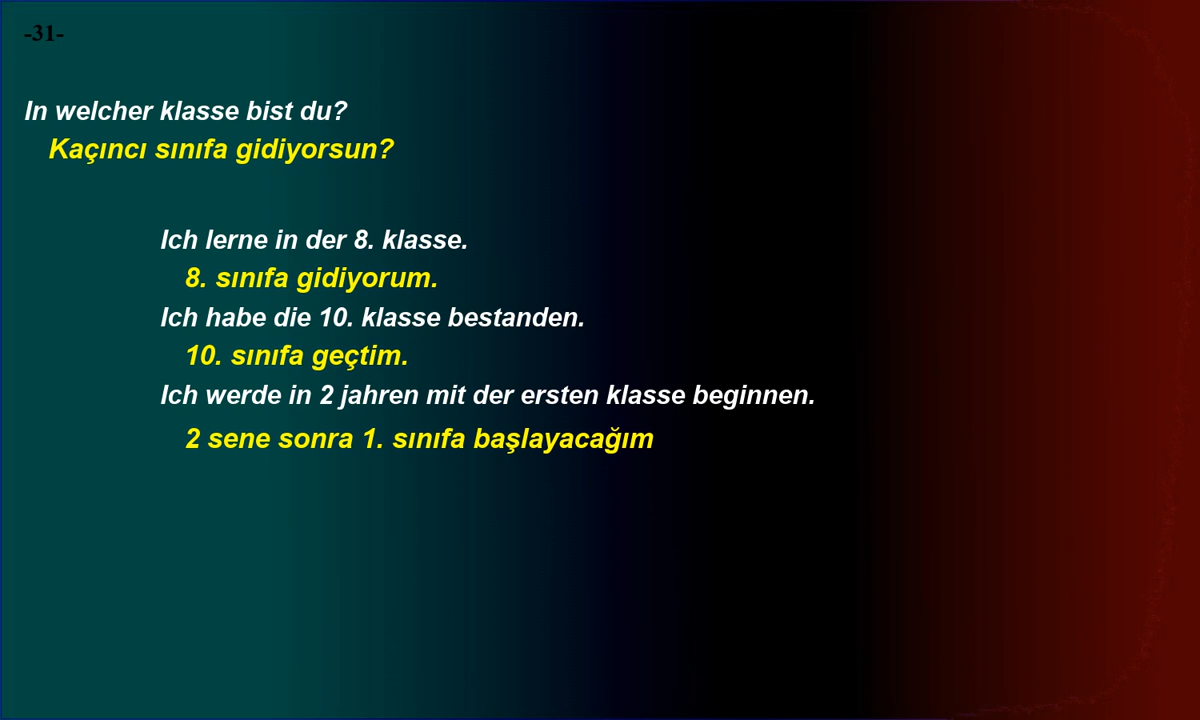 -31-
In welcher klasse bist du?
Kaçıncı sınıfa gidiyorsun?
Ich lerne in der 8. klasse.
8. sınıfa gidiyorum.
Ich habe die 10. klasse bestanden.
10. sınıfa geçtim.
Ich werde in 2 jahren mit der ersten klasse beginnen.
2 sene sonra 1. sınıfa başlayacağım